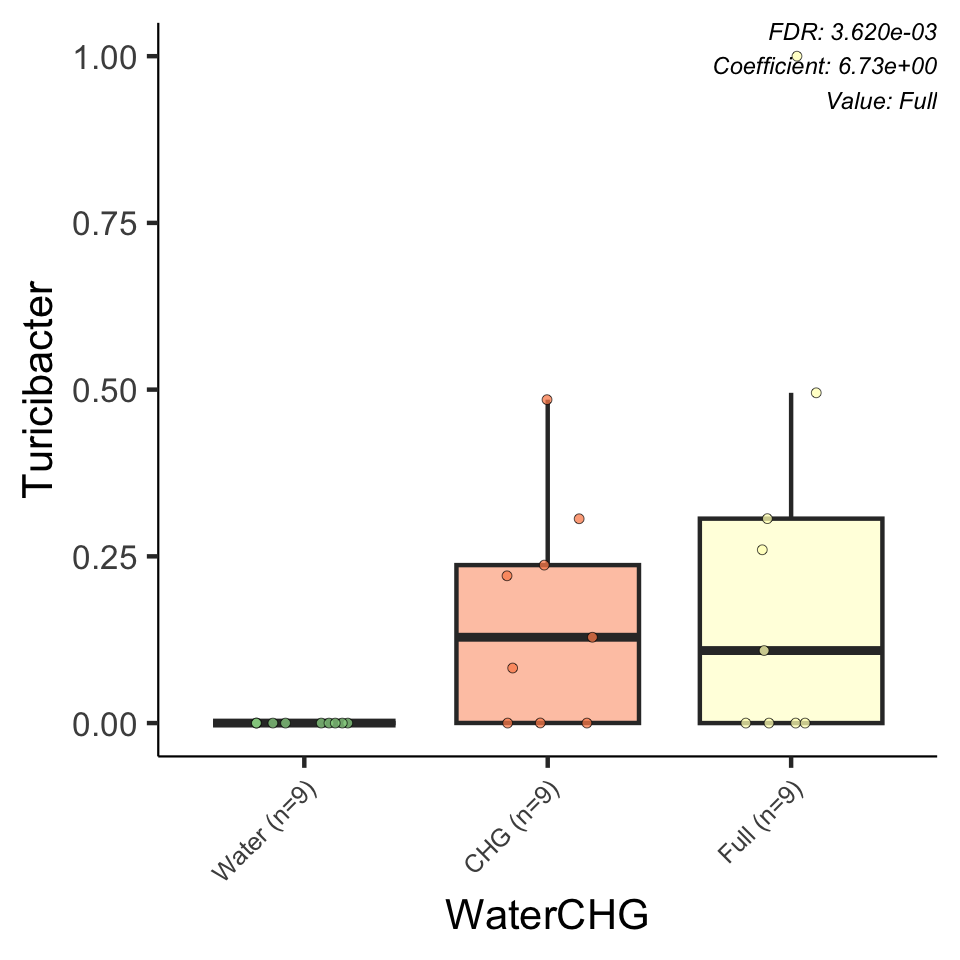 FDR: 3.620e-03
Coefficient: 6.73e+00
Value: Full
1.00
0.75
0.50
0.25
0.00
Turicibacter
Water (n=9)
CHG (n=9)
Full (n=9)
WaterCHG